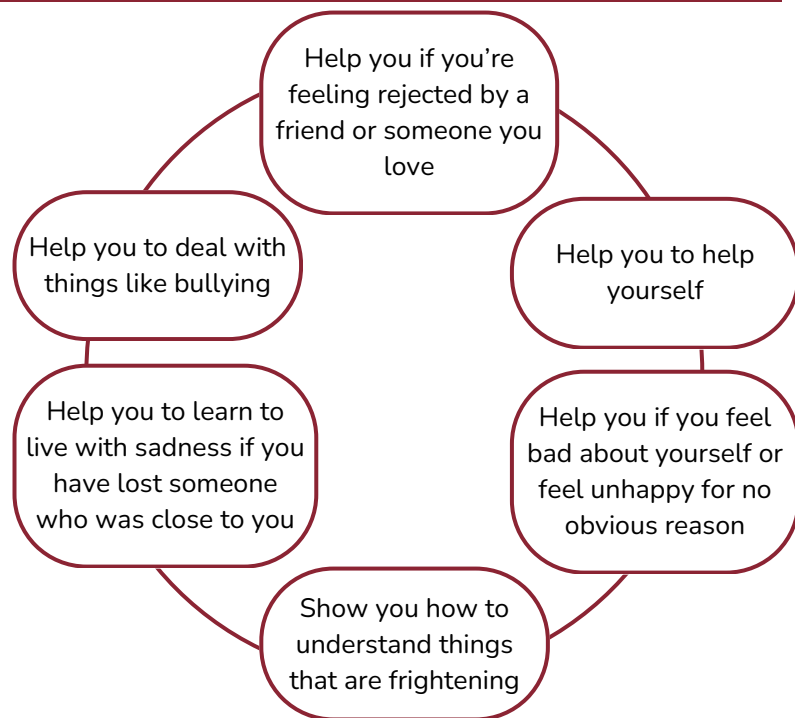 Help you if you’re
feeling rejected by a
friend or someone you
love
Help you to deal with
things like bullying
Help you to help
yourself
Help you to learn to
live with sadness if you
have lost someone
who was close to you
Help you if you feel
bad about yourself or
feel unhappy for no
obvious reason
Show you how to
understand things
that are frightening